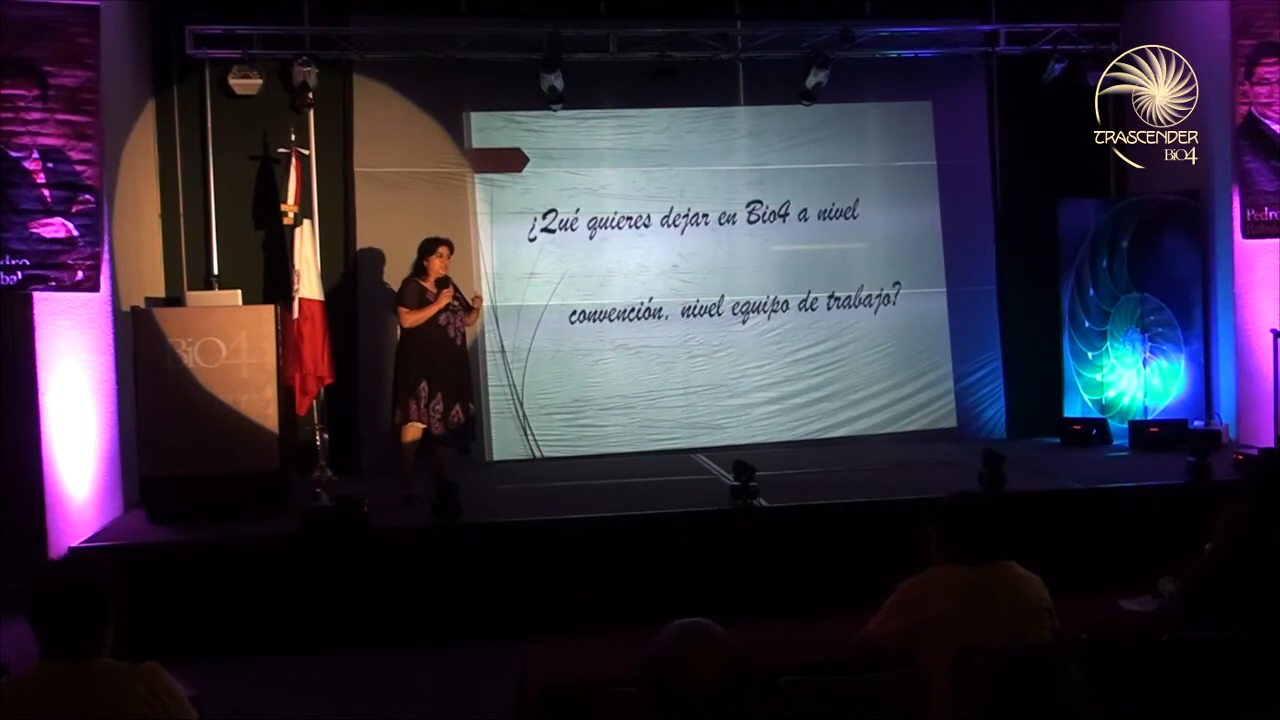 TRASCENDER
BiO4
¿Qué quieres dejar en Bio4 a nivel
convención, nivel equipo de trabajo?
BiO4
Pedro